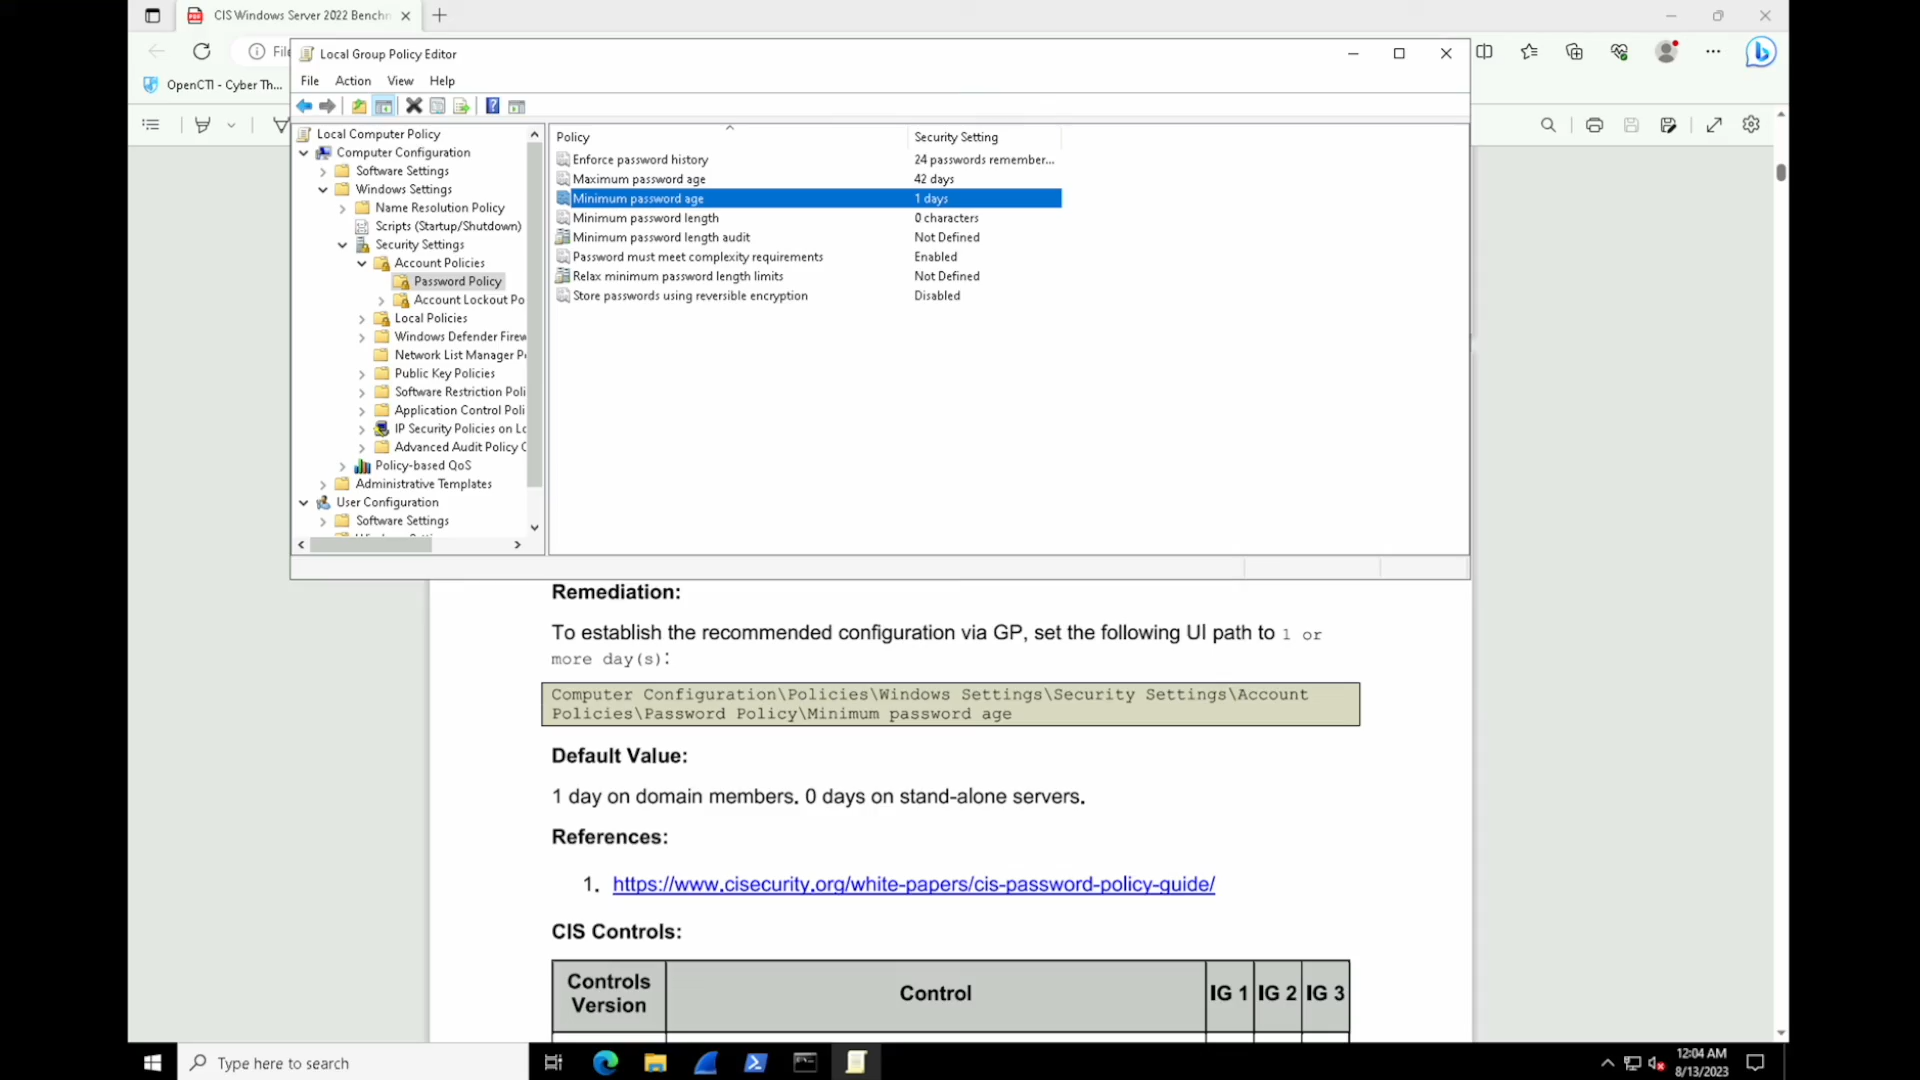 CIS Windows Server 2022 Benchm
Local Group Policy Editor
File Action View Help
OpenCTI - Cyber Th...
Local Computer Policy
Computer Configuration
Software Settings
Windows Settings
Name Resolution Policy
Scripts (Startup/Shutdown)
Security Settings
Account Policies
Password Policy
Account Lockout Po
Local Policies
Windows Defender Firew
Network List Manager P
Public Key Policies
Software Restriction Poli
Application Control Poli
IP Security Policies on Lo
Advanced Audit Policy C
Policy-based QoS
Administrative Templates
User Configuration
Software Settings
Policy Security Setting
Enforce password history 24 passwords remember...
Maximum password age 42 days
Minimum password age 1 days
Minimum password length 0 characters
Minimum password length audit Not Defined
Password must meet complexity requirements Enabled
Relax minimum password length limits Not Defined
Store passwords using reversible encryption Disabled
Remediation:
To establish the recommended configuration via GP, set the following UI path to 1 or
more day(s):
Computer Configuration\Policies\Windows Settings\Security Settings\Account
Policies\Password Policy\Minimum password age
Default Value:
1 day on domain members. 0 days on stand-alone servers.
References:
1. https://www.cisecurity.org/white-papers/cis-password-policy-guide/
CIS Controls:
Controls
Version
Control
IG 1 IG 2 IG 3
Type here to search
12:04 AM
8/13/2023